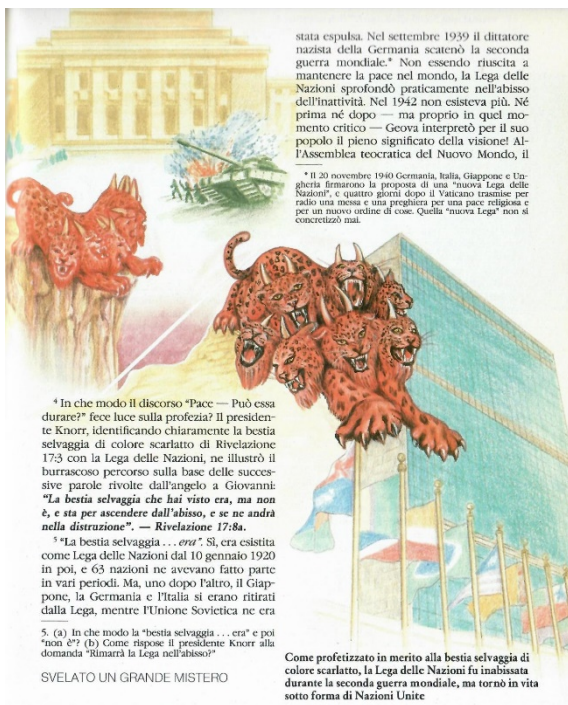 stata espulsa. Nel settembre 1939 il dittatore
nazista della Germania scatenò la seconda
guerra mondiale.* Non essendo riuscita a
mantenere la pace nel mondo, la Lega delle
Nazioni sprofondò praticamente nell'abisso
dell'inattività. Nel 1942 non esisteva più. Né
prima né dopo — ma proprio in quel mo-
mento critico — Geova interpretò per il suo
popolo il pieno significato della visione! Al-
l'Assemblea teocratica del Nuovo Mondo, il
* Il 20 novembre 1940 Germania, Italia, Giappone e Un-
gheria firmarono la proposta di una "nuova Lega delle
Nazioni", e quattro giorni dopo il Vaticano trasmise per
radio una messa e una preghiera per una pace religiosa e
per un nuovo ordine di cose. Quella "nuova Lega" non si
concretizzò mai.
⁴ In che modo il discorso "Pace — Può essa
durare?" fece luce sulla profezia? Il presiden-
te Knorr, identificando chiaramente la bestia
selvaggia di colore scarlatto di Rivelazione
17:3 con la Lega delle Nazioni, ne illustrò il
burrascoso percorso sulla base delle succes-
sive parole rivolte dall'angelo a Giovanni:
"La bestia selvaggia che hai visto era, ma non
è, e sta per ascendere dall'abisso, e se ne andrà
nella distruzione". — Rivelazione 17:8a.
⁵ "La bestia selvaggia . . . era". Sì, era esistita
come Lega delle Nazioni dal 10 gennaio 1920
in poi, e 63 nazioni ne avevano fatto parte
in vari periodi. Ma, uno dopo l'altro, il Giap-
pone, la Germania e l'Italia si erano ritirati
dalla Lega, mentre l'Unione Sovietica ne era
5. (a) In che modo la "bestia selvaggia . . . era" e poi
"non è"? (b) Come rispose il presidente Knorr alla
domanda "Rimarrà la Lega nell'abisso?"
SVELATO UN GRANDE MISTERO
Come profetizzato in merito alla bestia selvaggia di
colore scarlatto, la Lega delle Nazioni fu inabissata
durante la seconda guerra mondiale, ma tornò in vita
sotto forma di Nazioni Unite